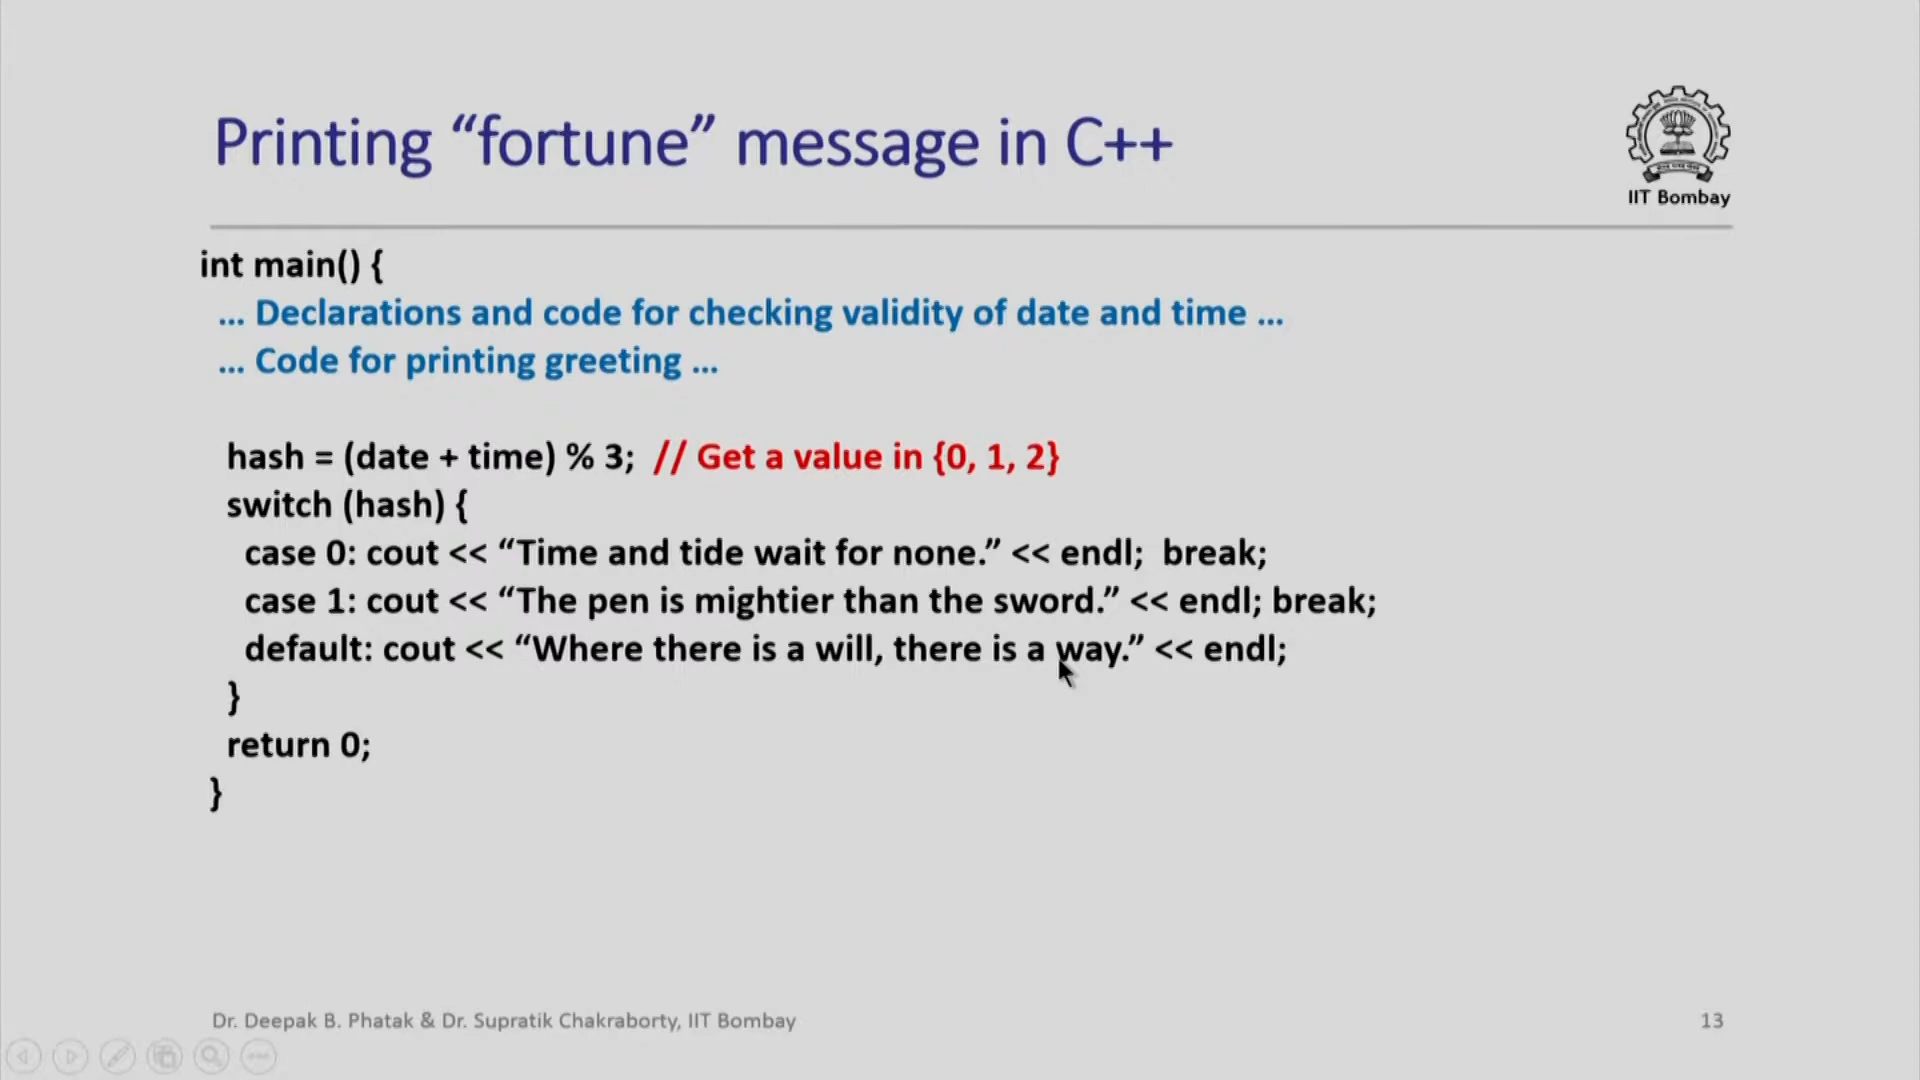 Printing “fortune” message in C++
IIT Bombay
int main() {
... Declarations and code for checking validity of date and time ...
... Code for printing greeting ...
hash = (date + time) % 3; // Get a value in {0, 1, 2}
switch (hash) {
case 0: cout << “Time and tide wait for none.” << endl; break;
case 1: cout << “The pen is mightier than the sword.” << endl; break;
default: cout << “Where there is a will, there is a way.” << endl;
}
return 0;
}
Dr. Deepak B. Phatak & Dr. Supratik Chakraborty, IIT Bombay
13